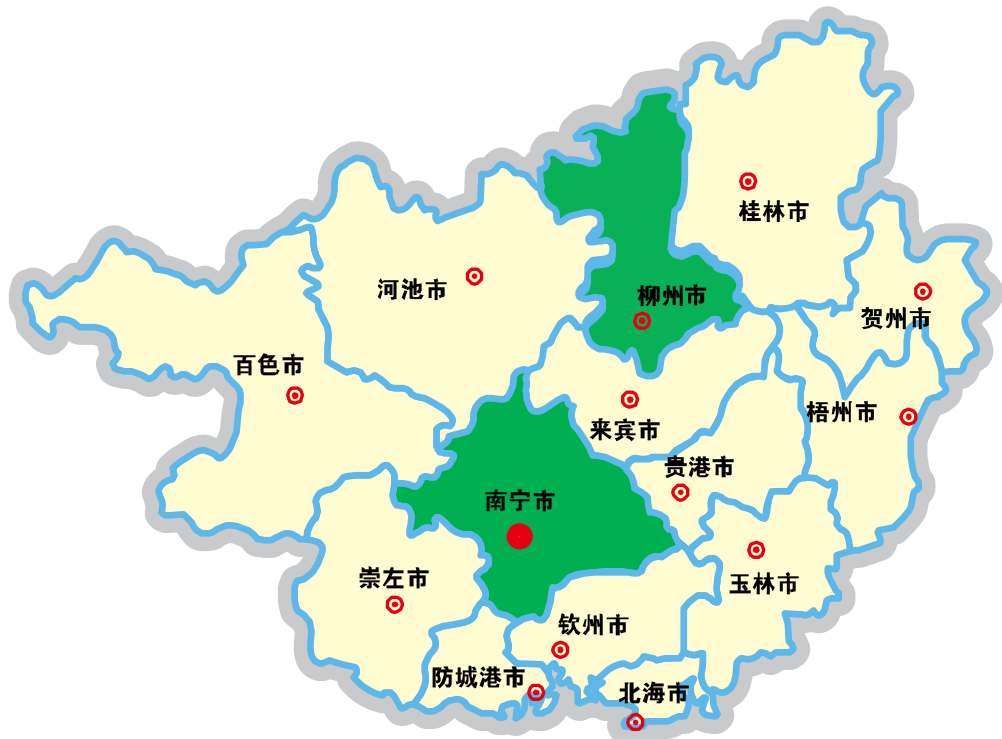 桂林市
河池市
柳州市
贺州市
百色市
梧州市
来宾市
贵港市
南宁市
崇左市
玉林市
钦州市
防城港市
北海市